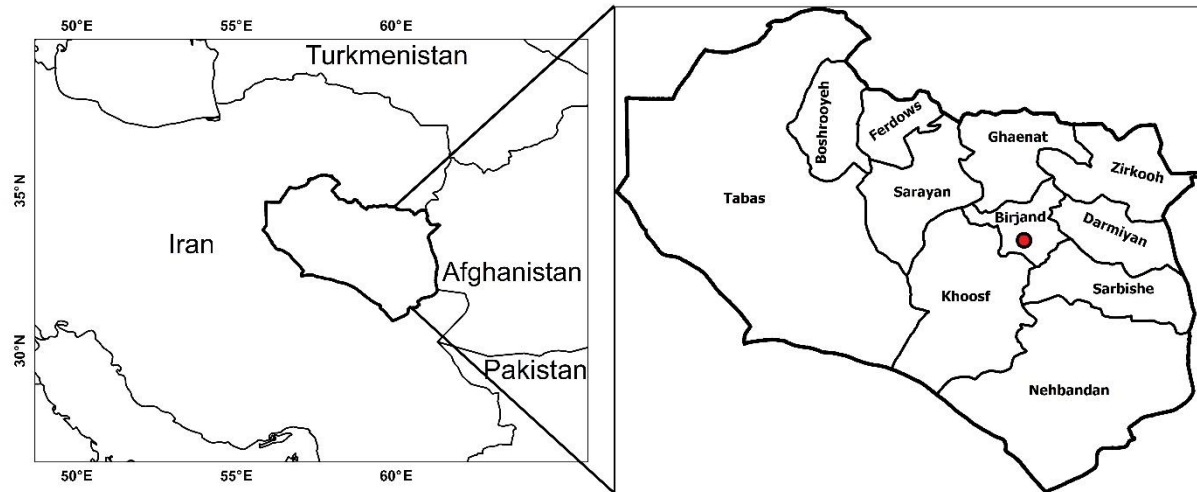 50°E
55°E
60°E
Turkmenistan
35°N
Iran
Afghanistan
30°N
Pakistan
50°E
55°E
60°E
Boshrooyeh
Ferdows
Ghaenat
Zirkooh
Tabas
Sarayan
Birjand
Darmiyan
Khoosf
Sarbishe
Nehbandan